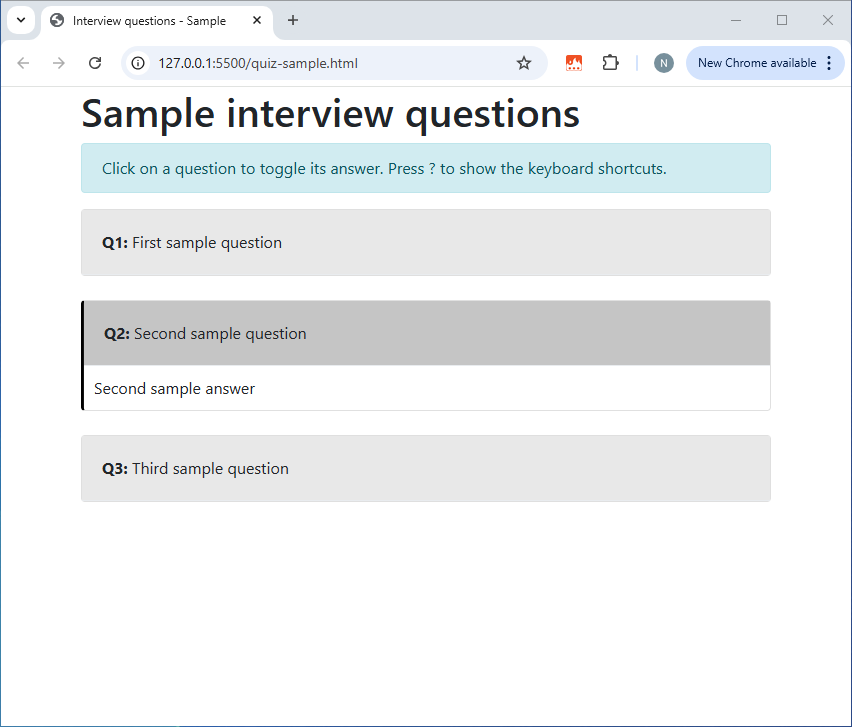 Interview questions - Sample
127.0.0.1:5500/quiz-sample.html
N
New Chrome available
Sample interview questions
Click on a question to toggle its answer. Press ? to show the keyboard shortcuts.
Q1: First sample question
Q2: Second sample question
Second sample answer
Q3: Third sample question